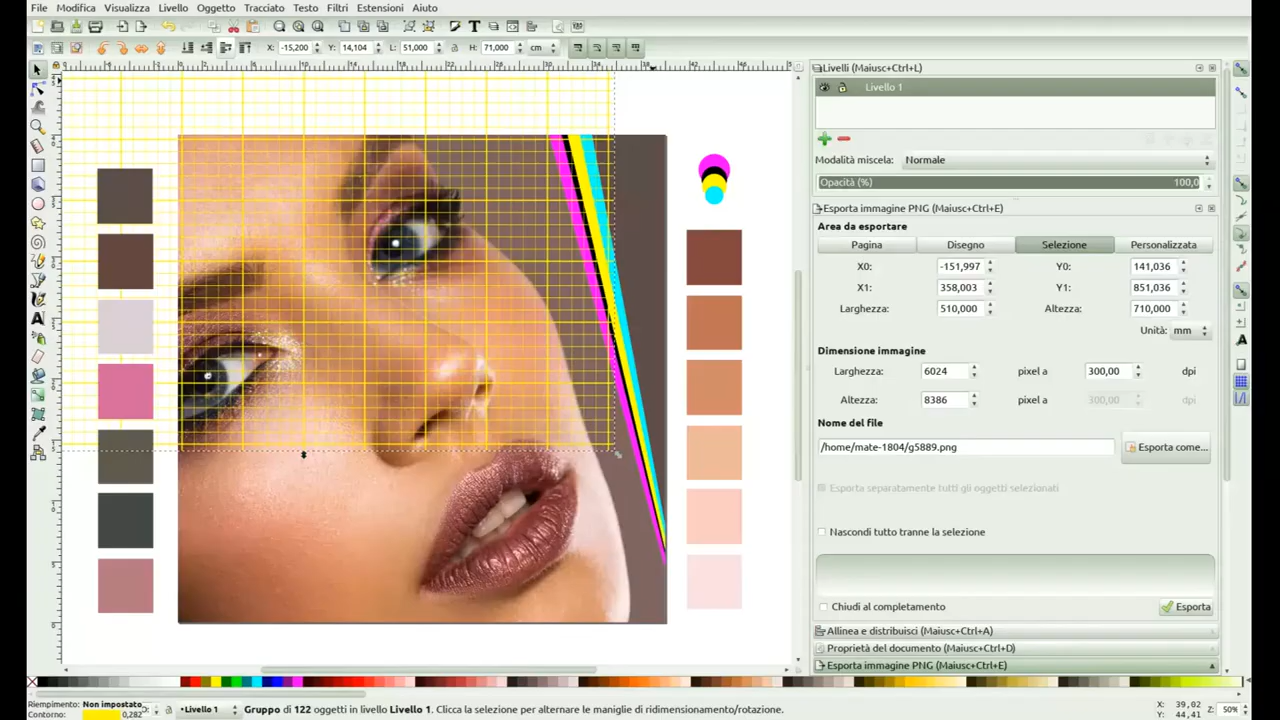 File Modifica Visualizza Livello Oggetto Tracciato Testo Filtri Estensioni Aiuto
X: -15,200 Y: 14,104 L: 51,000 H: 71,000 cm
Livelli (Maiusc+Ctrl+L)
Livello 1
Modalità miscela: Normale
Opacità (%) 100,0
Esporta immagine PNG (Maiusc+Ctrl+E)
Area da esportare
Pagina Disegno Selezione Personalizzata
X0: -151,997 Y0: 141,036
X1: 358,003 Y1: 851,036
Larghezza: 510,000 Altezza: 710,000
Unità: mm
Dimensione immagine
Larghezza: 6024 pixel a 300,00 dpi
Altezza: 8386 pixel a 300,00 dpi
Nome del file
/home/mate-1804/g5889.png Esporta come...
Esporta separatamente tutti gli oggetti selezionati
Nascondi tutto tranne la selezione
Chiudi al completamento Esporta
Allinea e distribuisci (Maiusc+Ctrl+A)
Proprietà del documento (Maiusc+Ctrl+D)
Esporta immagine PNG (Maiusc+Ctrl+E)
Riempimento: Non impostato
Contorno: 0,282
•Livello 1 Gruppo di 122 oggetti in livello Livello 1. Clicca la selezione per alternare le maniglie di ridimensionamento/rotazione.
X: 39,02
Y: 44,41
Z: 50%